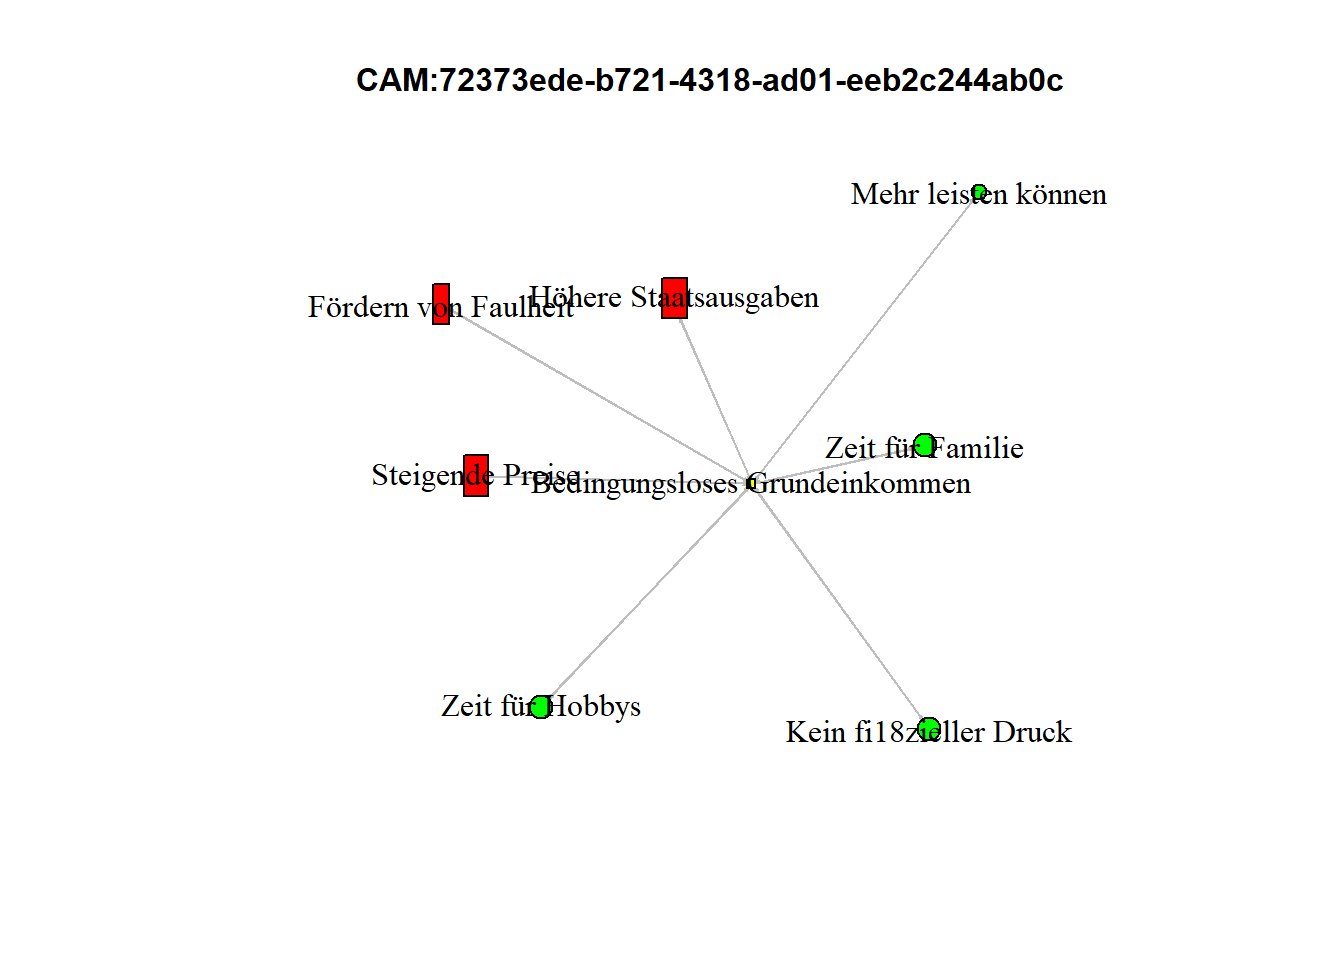 CAM:72373ede-b721-4318-ad01-eeb2c244ab0c
Mehr leisten können
Höhere Staatsausgaben
Fördern von Faulheit
Zeit für Familie
Steigende Preise
Bedingungsloses Grundeinkommen
Zeit für Hobbys
Kein fi18zieller Druck